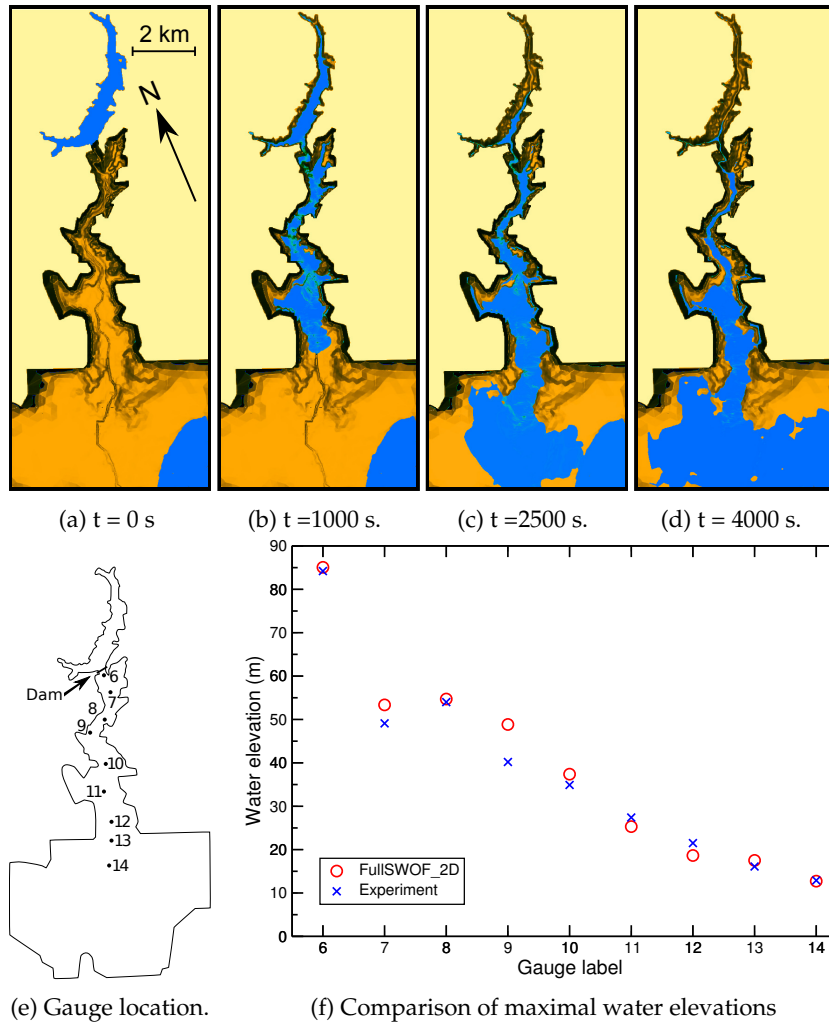 2 km
N
(a) t = 0 s
(b) t =1000 s.
(c) t =2500 s.
(d) t = 4000 s.
Dam
6
7
8
9
10
11
12
13
14
(e) Gauge location.
90
80
70
60
50
40
30
20
10
0
Water elevation (m)
FullSWOF_2D
Experiment
6 7 8 9 10 11 12 13 14
Gauge label
(f) Comparison of maximal water elevations